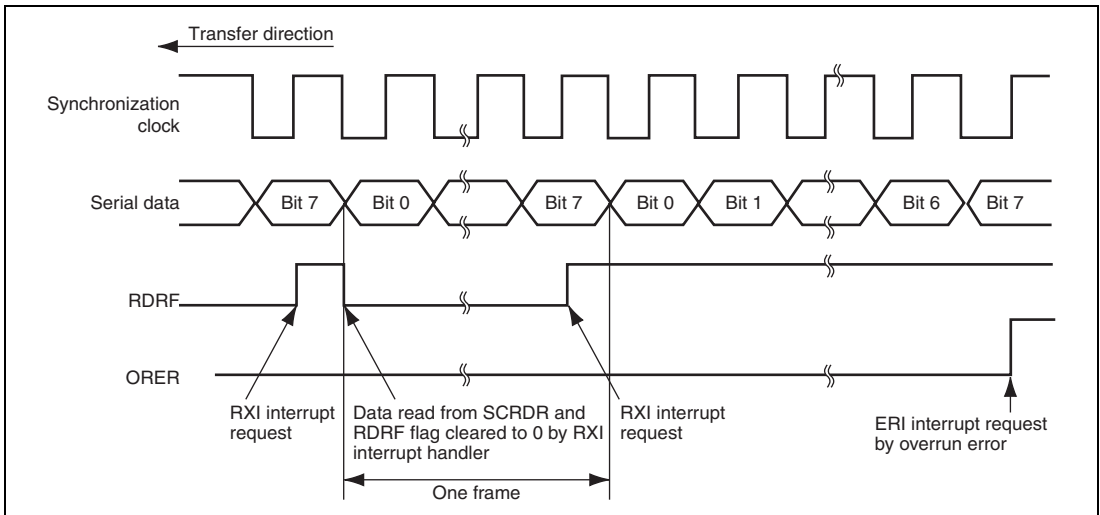 Transfer direction
Synchronization
clock
Serial data
Bit 7
Bit 0
Bit 7
Bit 0
Bit 1
Bit 6
Bit 7
RDRF
ORER
RXI interrupt
request
Data read from SCRDR and
RDRF flag cleared to 0 by RXI
interrupt handler
RXI interrupt
request
ERI interrupt request
by overrun error
One frame